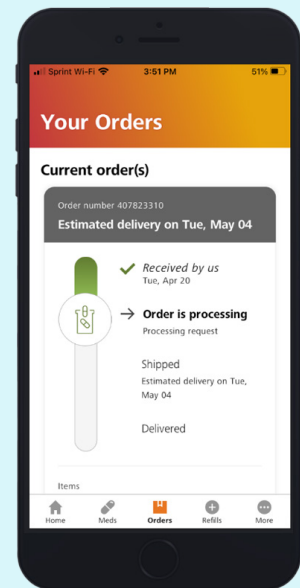 Sprint Wi-Fi 3:51 PM 51%
Your Orders
Current order(s)
Order number 407823310
Estimated delivery on Tue, May 04
Received by us
Tue, Apr 20
Order is processing
Processing request
Shipped
Estimated delivery on Tue,
May 04
Delivered
Items
Home Meds Orders Refills More